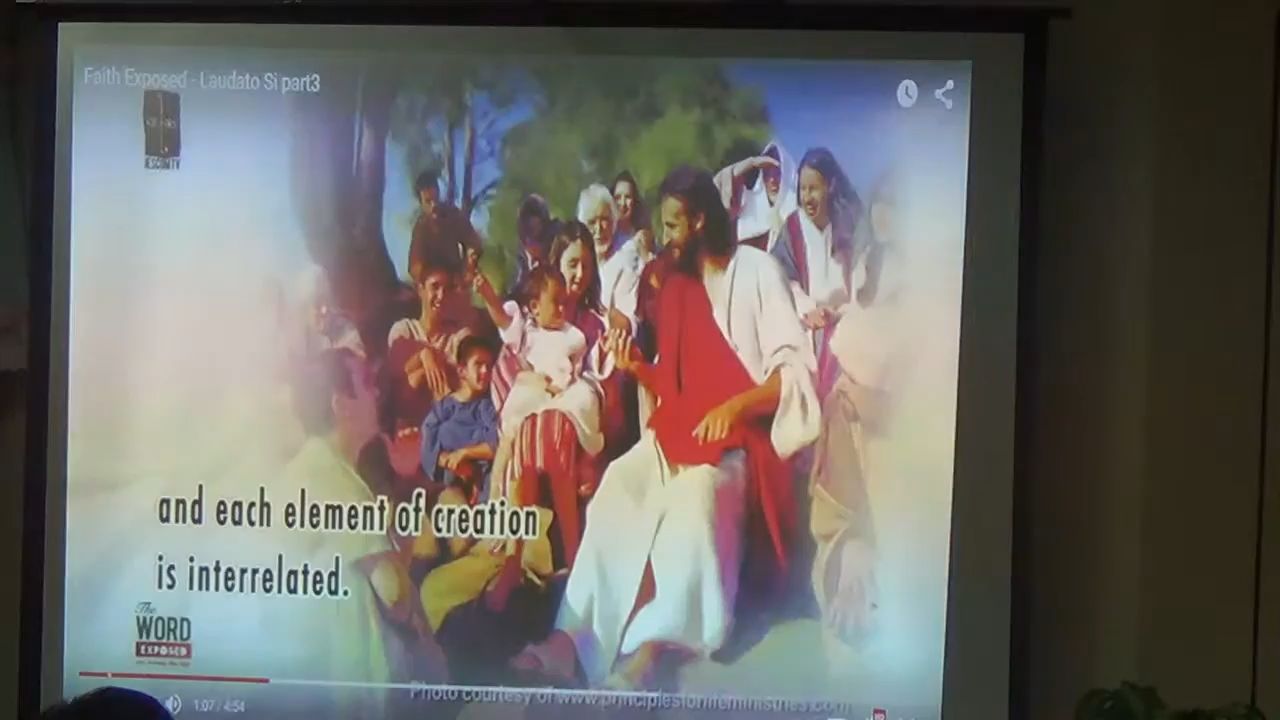 Faith Exposed - Laudato Si part3
and each element of creation
is interrelated.
The
WORD
EXPOSED
Photo courtesy of www.principlesforlifeministries.com
1:07 / 4:54